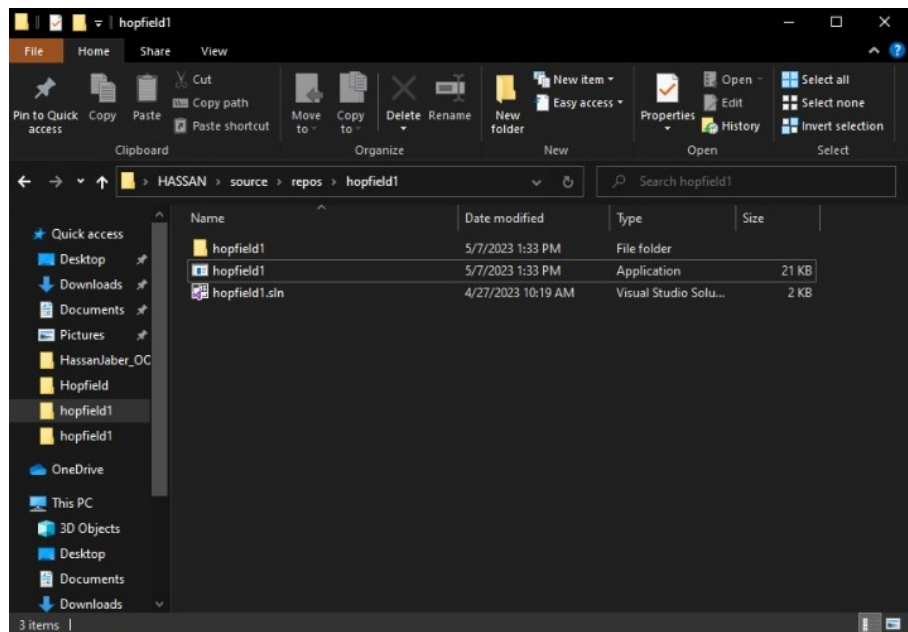 hopfield1
File Home Share View
Pin to Quick access
Copy
Paste
Cut
Copy path
Paste shortcut
Move to
Copy to
Delete
Rename
New folder
New item
Easy access
Properties
Open
Edit
History
Select all
Select none
Invert selection
Clipboard Organize New Open Select
HASSAN › source › repos › hopfield1
Search hopfield1
Name Date modified Type Size
hopfield1 5/7/2023 1:33 PM File folder
hopfield1 5/7/2023 1:33 PM Application 21 KB
hopfield1.sln 4/27/2023 10:19 AM Visual Studio Solu... 2 KB
Quick access
Desktop
Downloads
Documents
Pictures
HassanJaber_OC
Hopfield
hopfield1
hopfield1
OneDrive
This PC
3D Objects
Desktop
Documents
Downloads
3 items